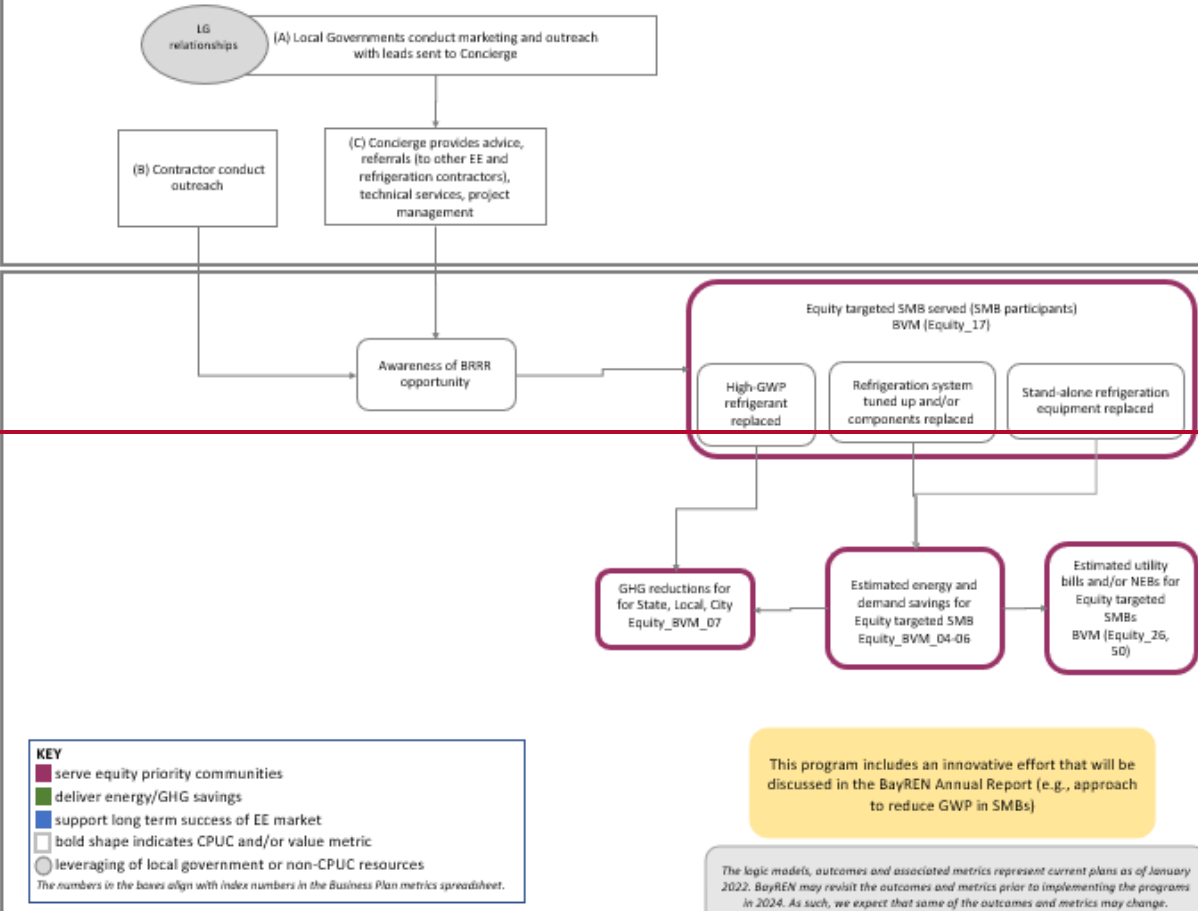 LG
relationships
(A) Local Governments conduct marketing and outreach
with leads sent to Concierge
(B) Contractor conduct
outreach
(C) Concierge provides advice,
referrals (to other EE and
refrigeration contractors),
technical services, project
management
Equity targeted SMB served (SMB participants)
BVM (Equity_17)
Awareness of BRRR
opportunity
High-GWP
refrigerant
replaced
Refrigeration system
tuned up and/or
components replaced
Stand-alone refrigeration
equipment replaced
GHG reductions for
for State, Local, City
Equity_BVM_07
Estimated energy and
demand savings for
Equity targeted SMB
Equity_BVM_04-06
Estimated utility
bills and/or NEBs for
Equity targeted
SMBs
BVM (Equity_26,
50)
KEY
serve equity priority communities
deliver energy/GHG savings
support long term success of EE market
bold shape indicates CPUC and/or value metric
leveraging of local government or non-CPUC resources
The numbers in the boxes align with index numbers in the Business Plan metrics spreadsheet.
This program includes an innovative effort that will be
discussed in the BayREN Annual Report (e.g., approach
to reduce GWP in SMBs)
The logic models, outcomes and associated metrics represent current plans as of January
2022. BayREN may revisit the outcomes and metrics prior to implementing the programs
in 2024. As such, we expect that some of the outcomes and metrics may change.